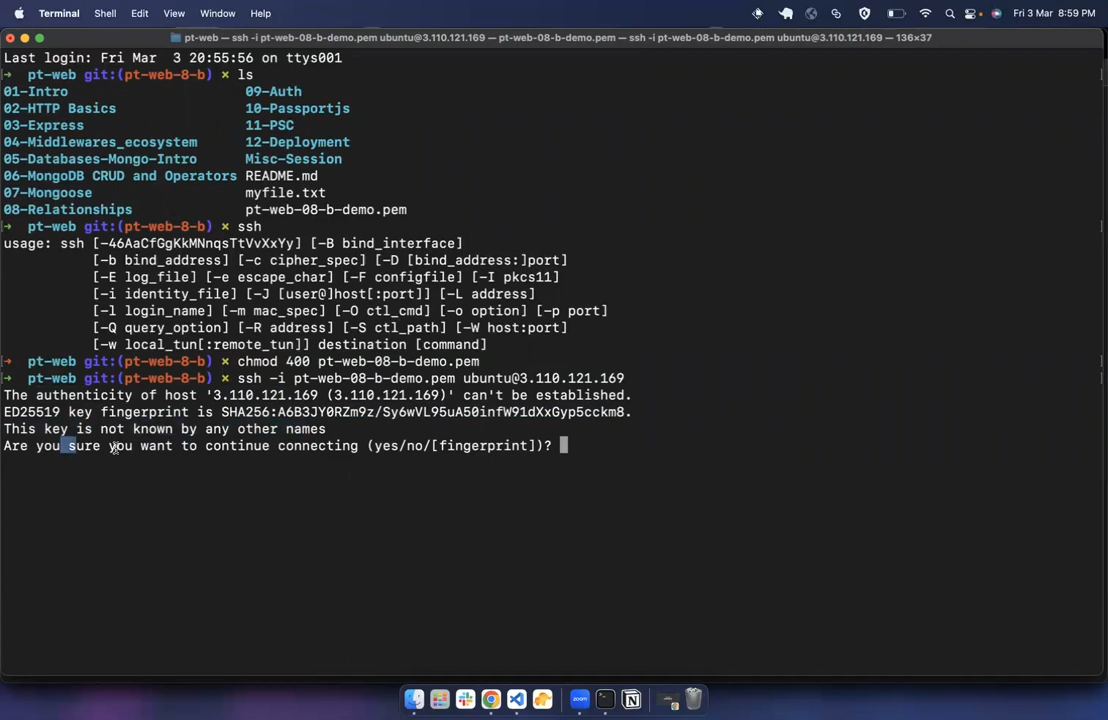 Terminal Shell Edit View Window Help Fri 3 Mar 8:59 PM
pt-web — ssh -i pt-web-08-b-demo.pem ubuntu@3.110.121.169 — pt-web-08-b-demo.pem — ssh -i pt-web-08-b-demo.pem ubuntu@3.110.121.169 — 136×37
Last login: Fri Mar  3 20:55:56 on ttys001
→ pt-web git:(pt-web-8-b) × ls
01-Intro 09-Auth
02-HTTP Basics 10-Passportjs
03-Express 11-PSC
04-Middlewares_ecosystem 12-Deployment
05-Databases-Mongo-Intro Misc-Session
06-MongoDB CRUD and Operators README.md
07-Mongoose myfile.txt
08-Relationships pt-web-08-b-demo.pem
→ pt-web git:(pt-web-8-b) × ssh
usage: ssh [-46AaCfGgKkMNnqsTtVvXxYy] [-B bind_interface]
[-b bind_address] [-c cipher_spec] [-D [bind_address:]port]
[-E log_file] [-e escape_char] [-F configfile] [-I pkcs11]
[-i identity_file] [-J [user@]host[:port]] [-L address]
[-l login_name] [-m mac_spec] [-O ctl_cmd] [-o option] [-p port]
[-Q query_option] [-R address] [-S ctl_path] [-W host:port]
[-w local_tun[:remote_tun]] destination [command]
→ pt-web git:(pt-web-8-b) × chmod 400 pt-web-08-b-demo.pem
→ pt-web git:(pt-web-8-b) × ssh -i pt-web-08-b-demo.pem ubuntu@3.110.121.169
The authenticity of host '3.110.121.169 (3.110.121.169)' can't be established.
ED25519 key fingerprint is SHA256:A6B3JY0RZm9z/Sy6wVL95uA50infW91dXxGyp5cckm8.
This key is not known by any other names
Are you sure you want to continue connecting (yes/no/[fingerprint])?
zoom